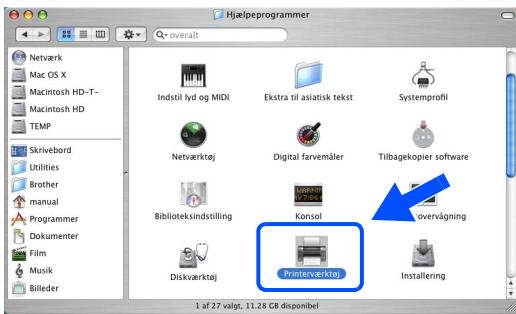 Hjælpeprogrammer
overalt
Netværk
Mac OS X
Macintosh HD-T-
Macintosh HD
TEMP
Skrivebord
Utilities
Brother
manual
Programmer
Dokumenter
Film
Musik
Billeder
Indstil lyd og MIDI
Ekstra til asiatisk tekst
Systemprofil
Netværktøj
Digital farvemåler
Tilbagekopier software
Biblioteksindstilling
Konsol
overvågning
Diskværktøj
Printerværktøj
Installering
1 af 27 valgt, 11.28 GB disponibel